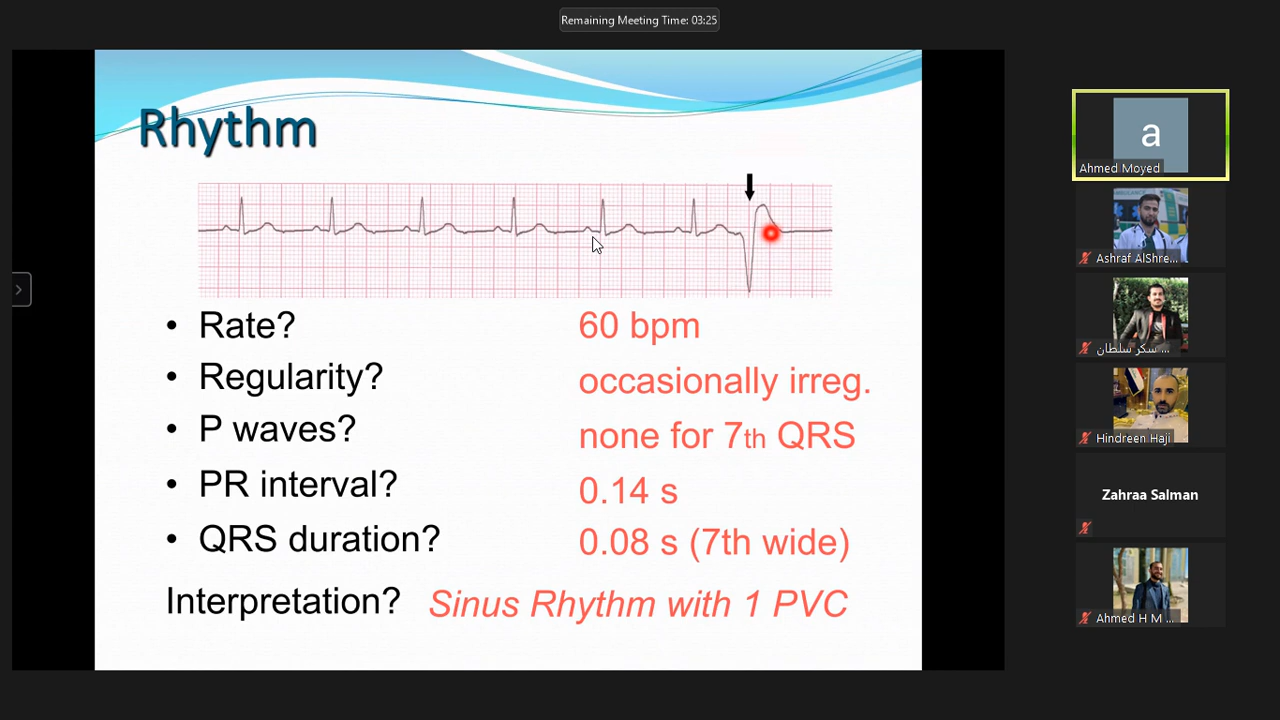 Remaining Meeting Time: 03:25
Rhythm
• Rate? 60 bpm
• Regularity? occasionally irreg.
• P waves? none for 7th QRS
• PR interval? 0.14 s
• QRS duration? 0.08 s (7th wide)
Interpretation? Sinus Rhythm with 1 PVC
a
Ahmed Moyed
Ashraf AlShre...
سكر سلطان ...
Hindreen Haji
Zahraa Salman
Ahmed H M ...